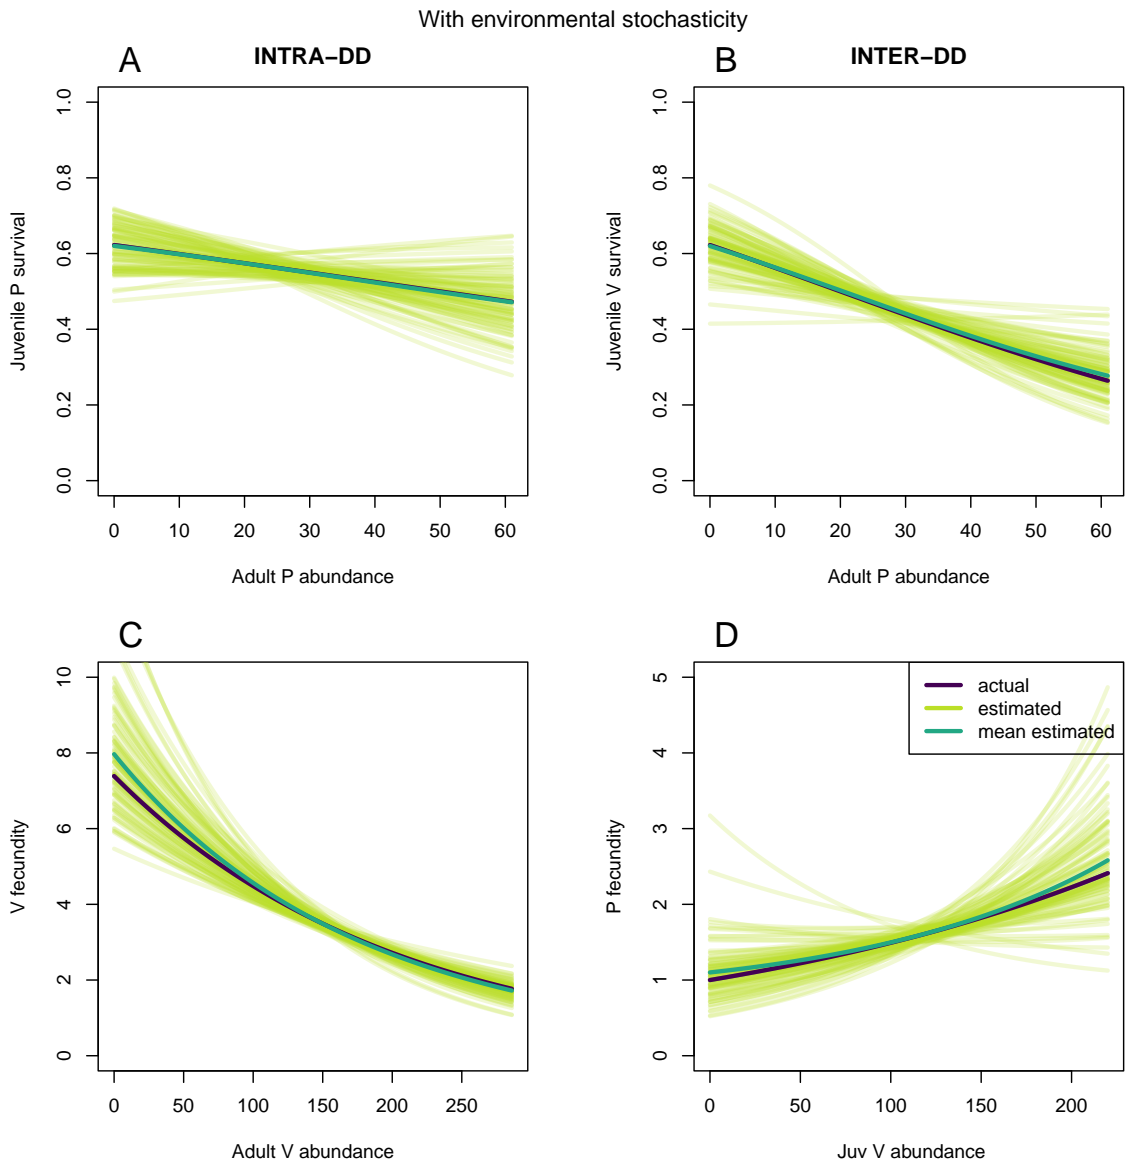 With environmental stochasticity
A
INTRA−DD
B
INTER−DD
1.0
0.8
0.6
0.4
0.2
0.0
Juvenile P survival
0 10 20 30 40 50 60
Adult P abundance
1.0
0.8
0.6
0.4
0.2
0.0
Juvenile V survival
0 10 20 30 40 50 60
Adult P abundance
C
10
8
6
4
2
0
V fecundity
0 50 100 150 200 250
Adult V abundance
D
5
4
3
2
1
0
P fecundity
actual
estimated
mean estimated
0 50 100 150 200
Juv V abundance